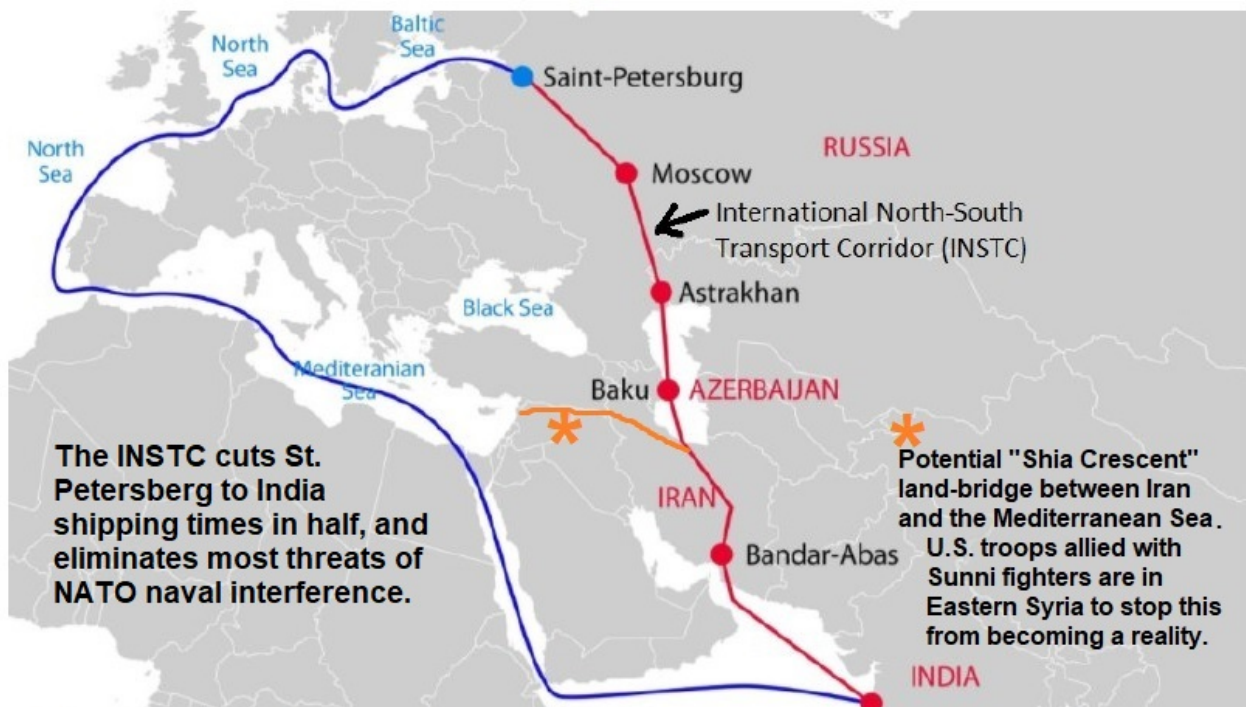 North
Sea
Baltic
Sea
Saint-Petersburg
North
Sea
RUSSIA
Moscow
International North-South
Transport Corridor (INSTC)
Astrakhan
Black Sea
Mediteranian
Sea
Baku
AZERBAIJAN
*
*
The INSTC cuts St.
Petersberg to India
shipping times in half, and
eliminates most threats of
NATO naval interference.
Potential "Shia Crescent"
land-bridge between Iran
and the Mediterranean Sea.
U.S. troops allied with
Sunni fighters are in
Eastern Syria to stop this
from becoming a reality.
IRAN
Bandar-Abas
INDIA